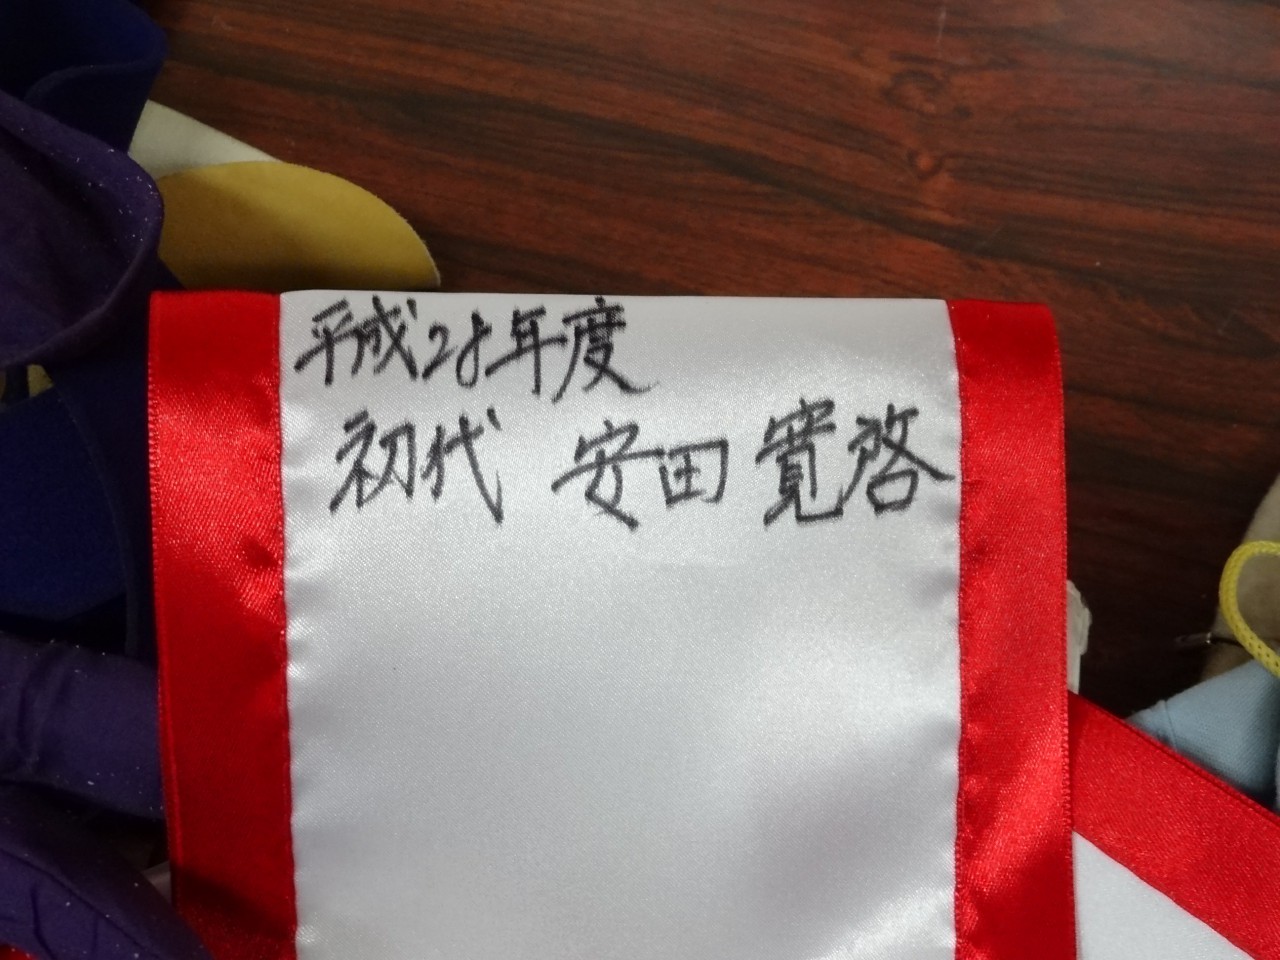 平成28年度
初代 安田 寛啓